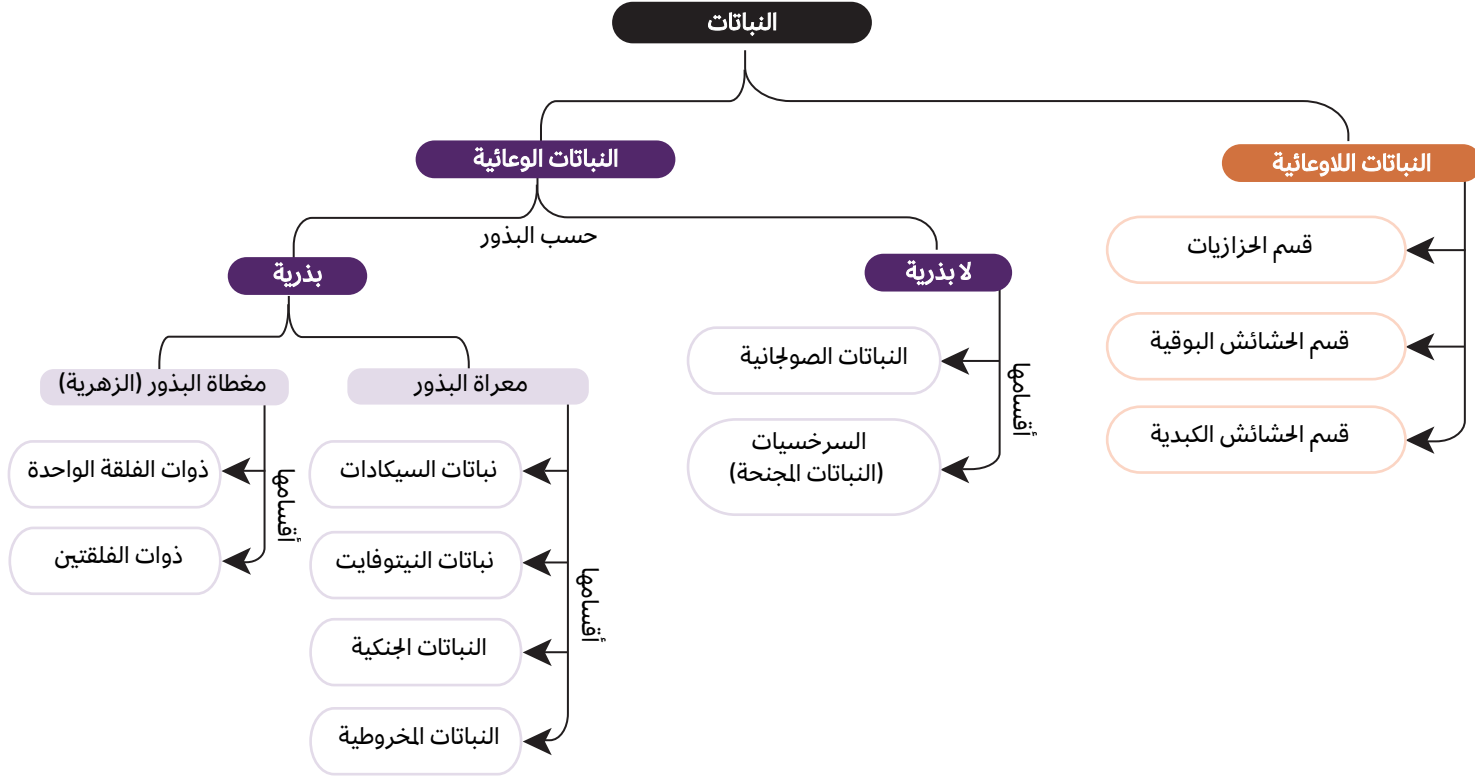 النباتات
النباتات اللاوعائية
قسم الحزازيات
قسم الحشائش البوقية
قسم الحشائش الكبدية
النباتات الوعائية
حسب البذور
لا بذرية
أقسامها
النباتات الصولجانية
السرخسيات
(النباتات المجنحة)
بذرية
معراة البذور
أقسامها
نباتات السيكادات
نباتات النيتوفايت
النباتات الجنكية
النباتات المخروطية
مغطاة البذور (الزهرية)
أقسامها
ذوات الفلقة الواحدة
ذوات الفلقتين